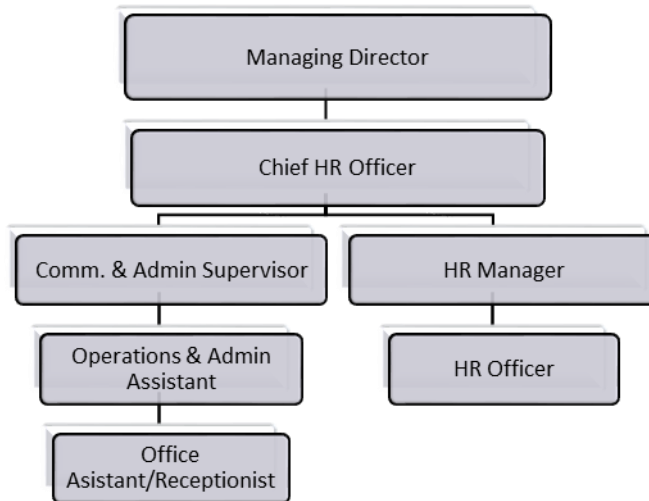 Managing Director
Chief HR Officer
Comm. & Admin Supervisor
HR Manager
Operations & Admin
Assistant
HR Officer
Office
Asistant/Receptionist